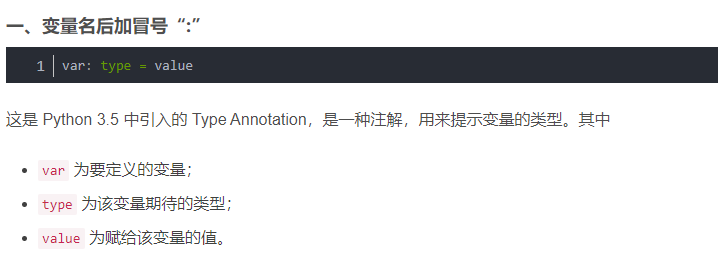 一、变量名后加冒号“:”
1 var: type = value
这是 Python 3.5 中引入的 Type Annotation，是一种注解，用来提示变量的类型。其中
• var 为要定义的变量；
• type 为该变量期待的类型；
• value 为赋给该变量的值。